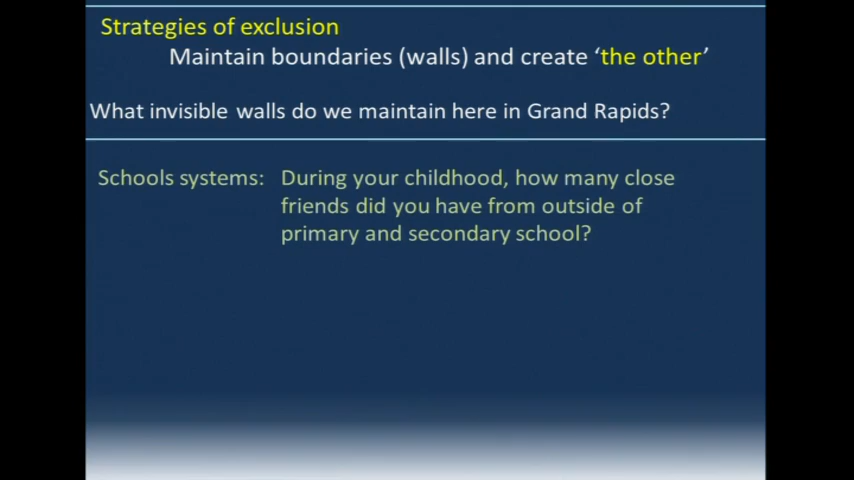 Strategies of exclusion
Maintain boundaries (walls) and create ‘the other’
What invisible walls do we maintain here in Grand Rapids?
Schools systems: During your childhood, how many close
friends did you have from outside of
primary and secondary school?